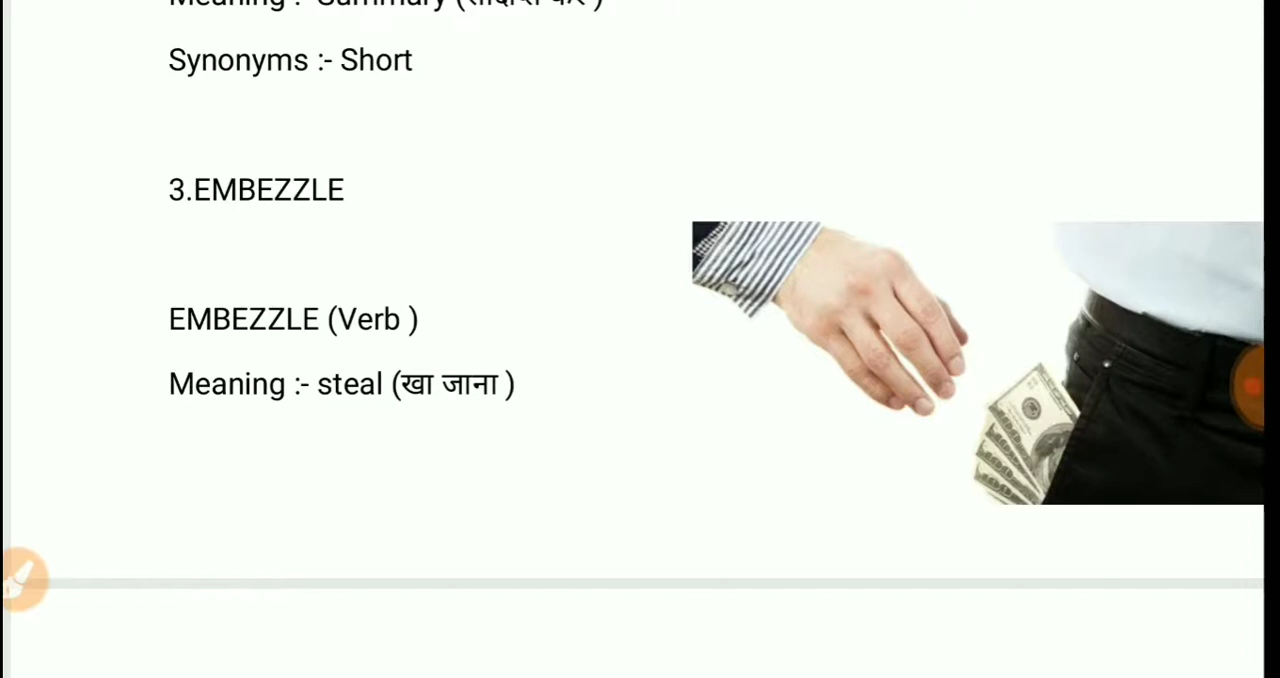 Synonyms :- Short
3.EMBEZZLE
EMBEZZLE (Verb )
Meaning :- steal (खा जाना )